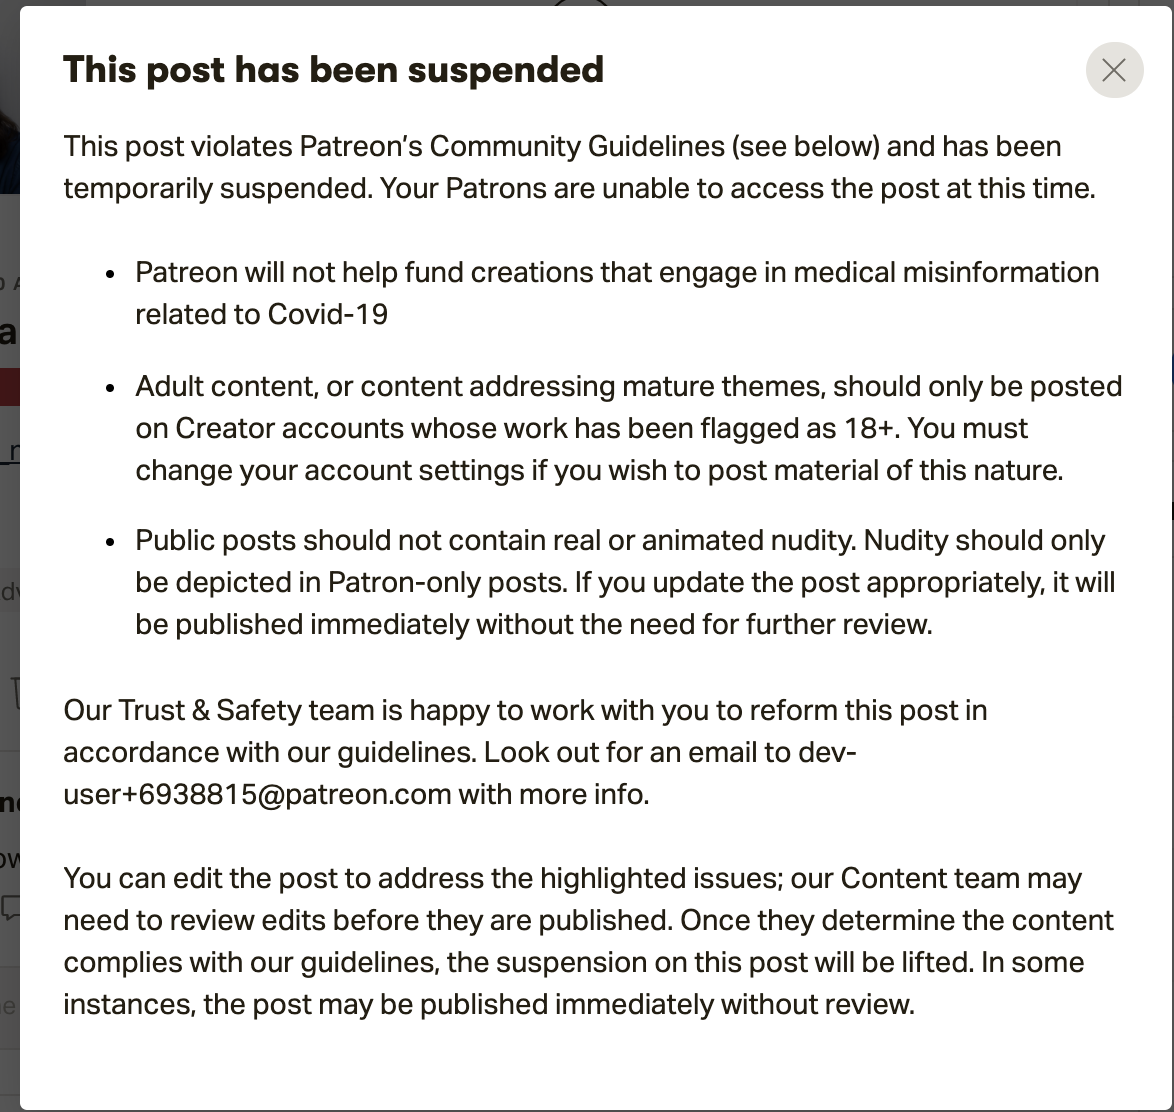 This post has been suspended
This post violates Patreon’s Community Guidelines (see below) and has been
temporarily suspended. Your Patrons are unable to access the post at this time.
• Patreon will not help fund creations that engage in medical misinformation
related to Covid-19
• Adult content, or content addressing mature themes, should only be posted
on Creator accounts whose work has been flagged as 18+. You must
change your account settings if you wish to post material of this nature.
• Public posts should not contain real or animated nudity. Nudity should only
be depicted in Patron-only posts. If you update the post appropriately, it will
be published immediately without the need for further review.
Our Trust & Safety team is happy to work with you to reform this post in
accordance with our guidelines. Look out for an email to dev-
user+6938815@patreon.com with more info.
You can edit the post to address the highlighted issues; our Content team may
need to review edits before they are published. Once they determine the content
complies with our guidelines, the suspension on this post will be lifted. In some
instances, the post may be published immediately without review.